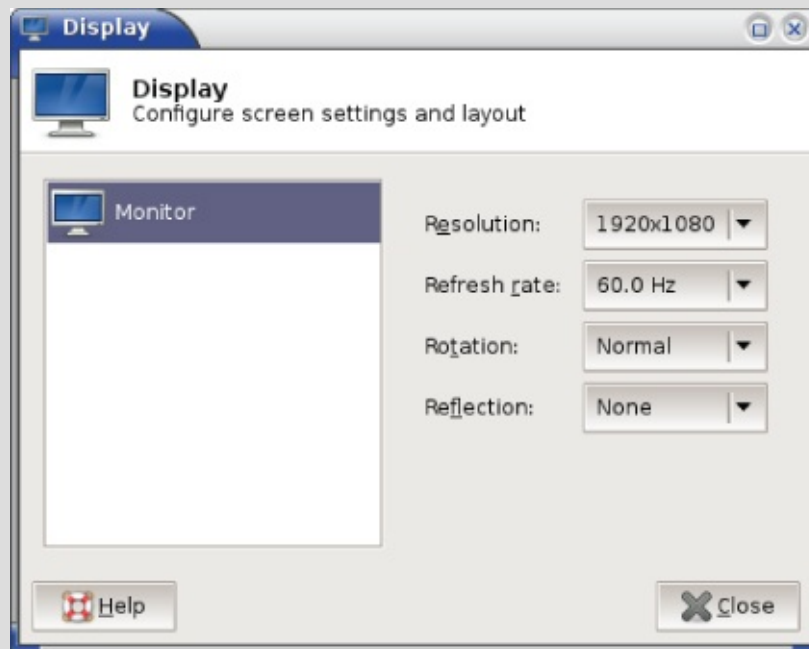 Display
Display
Configure screen settings and layout
Monitor
Resolution: 1920x1080
Refresh rate: 60.0 Hz
Rotation: Normal
Reflection: None
Help
Close